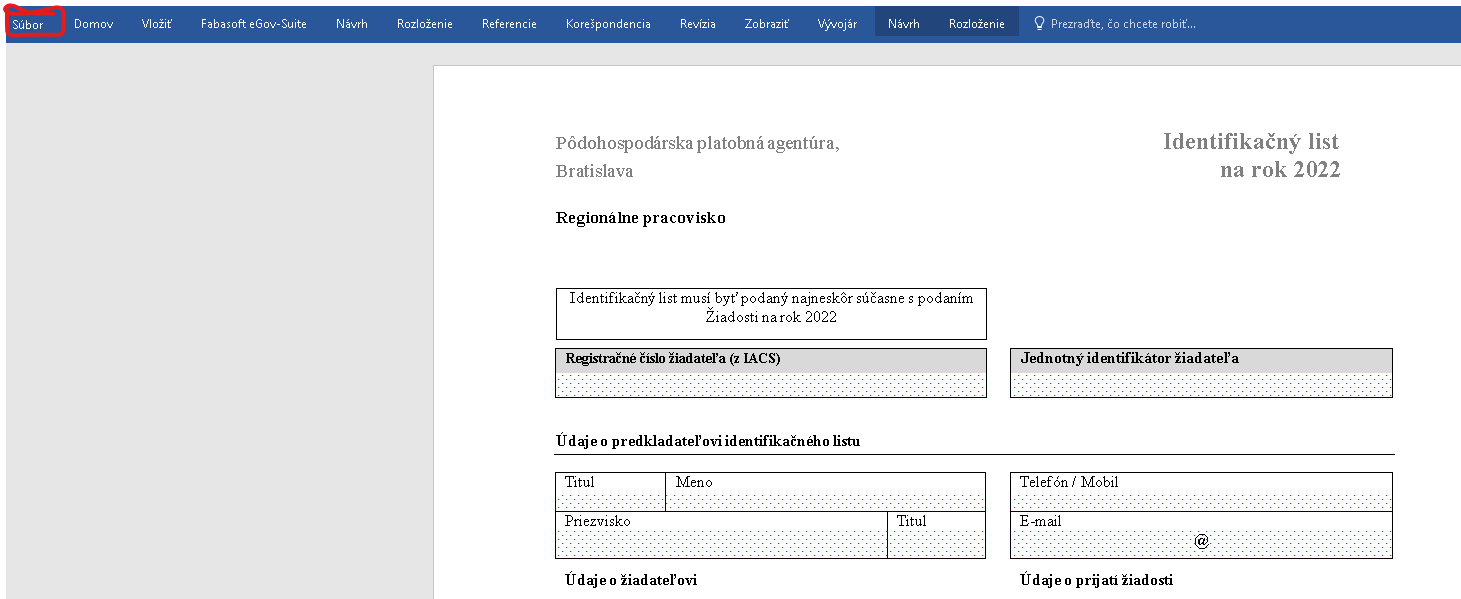 Súbor Domov Vložiť Fabasoft eGov-Suite Návrh Rozloženie Referencie Korešpondencia Revízia Zobraziť Vývojár Návrh Rozloženie Prezraďte, čo chcete robiť...
Pôdohospodárska platobná agentúra,
Bratislava
Identifikačný list
na rok 2022
Regionálne pracovisko
Identifikačný list musí byť podaný najneskôr súčasne s podaním
Žiadosti na rok 2022
Registračné číslo žiadateľa (z IACS) Jednotný identifikátor žiadateľa
Údaje o predkladateľovi identifikačného listu
Titul Meno Telefón / Mobil
Priezvisko Titul E-mail
@
Údaje o žiadateľovi Údaje o prijatí žiadosti